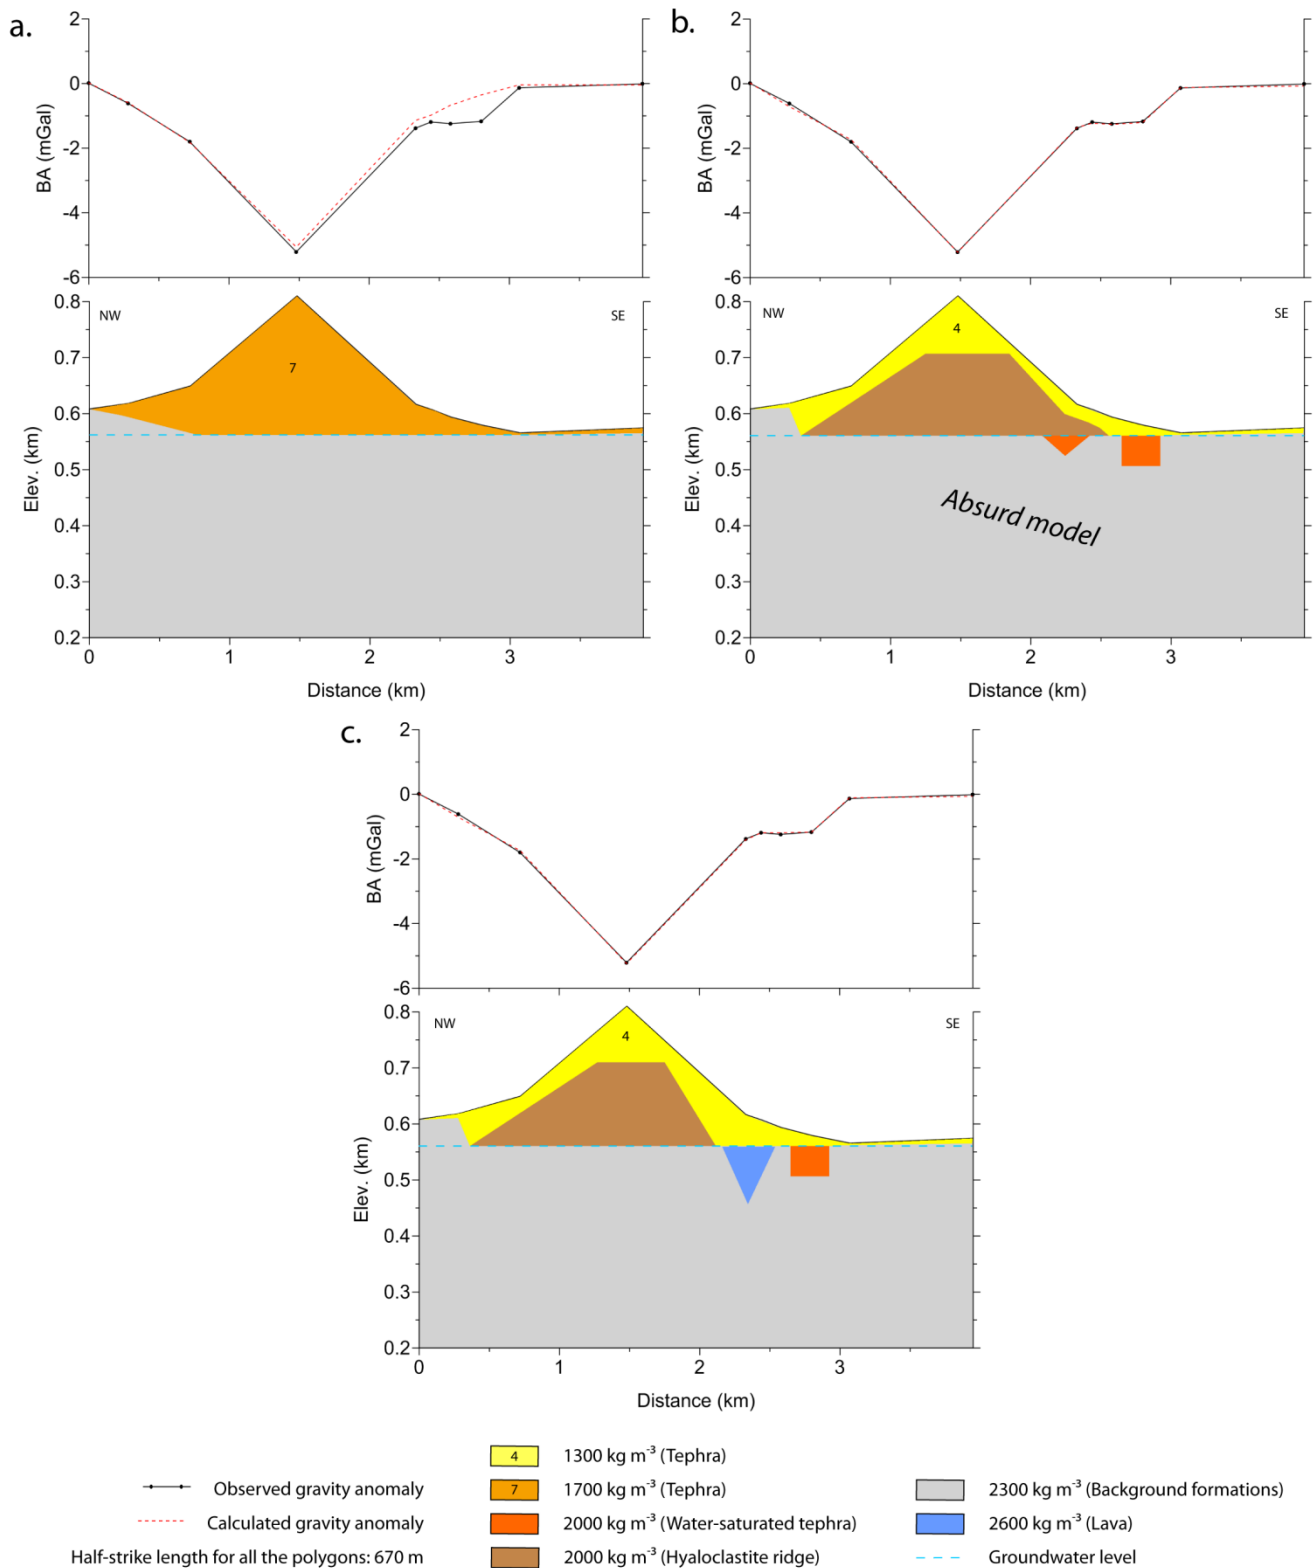 a.
2
0
-2
-4
-6
BA (mGal)
0.8
0.7
0.6
0.5
0.4
0.3
0.2
Elev. (km)
NW
SE
7
0 1 2 3
Distance (km)
b.
2
0
-2
-4
-6
BA (mGal)
0.8
0.7
0.6
0.5
0.4
0.3
0.2
Elev. (km)
NW
SE
4
Absurd model
0 1 2 3
Distance (km)
c.
2
0
-2
-4
-6
BA (mGal)
0.8
0.7
0.6
0.5
0.4
0.3
0.2
Elev. (km)
NW
SE
4
0 1 2 3
Distance (km)
Observed gravity anomaly
Calculated gravity anomaly
Half-strike length for all the polygons: 670 m
4 1300 kg m⁻³ (Tephra)
7 1700 kg m⁻³ (Tephra)
2000 kg m⁻³ (Water-saturated tephra)
2000 kg m⁻³ (Hyaloclastite ridge)
2300 kg m⁻³ (Background formations)
2600 kg m⁻³ (Lava)
Groundwater level